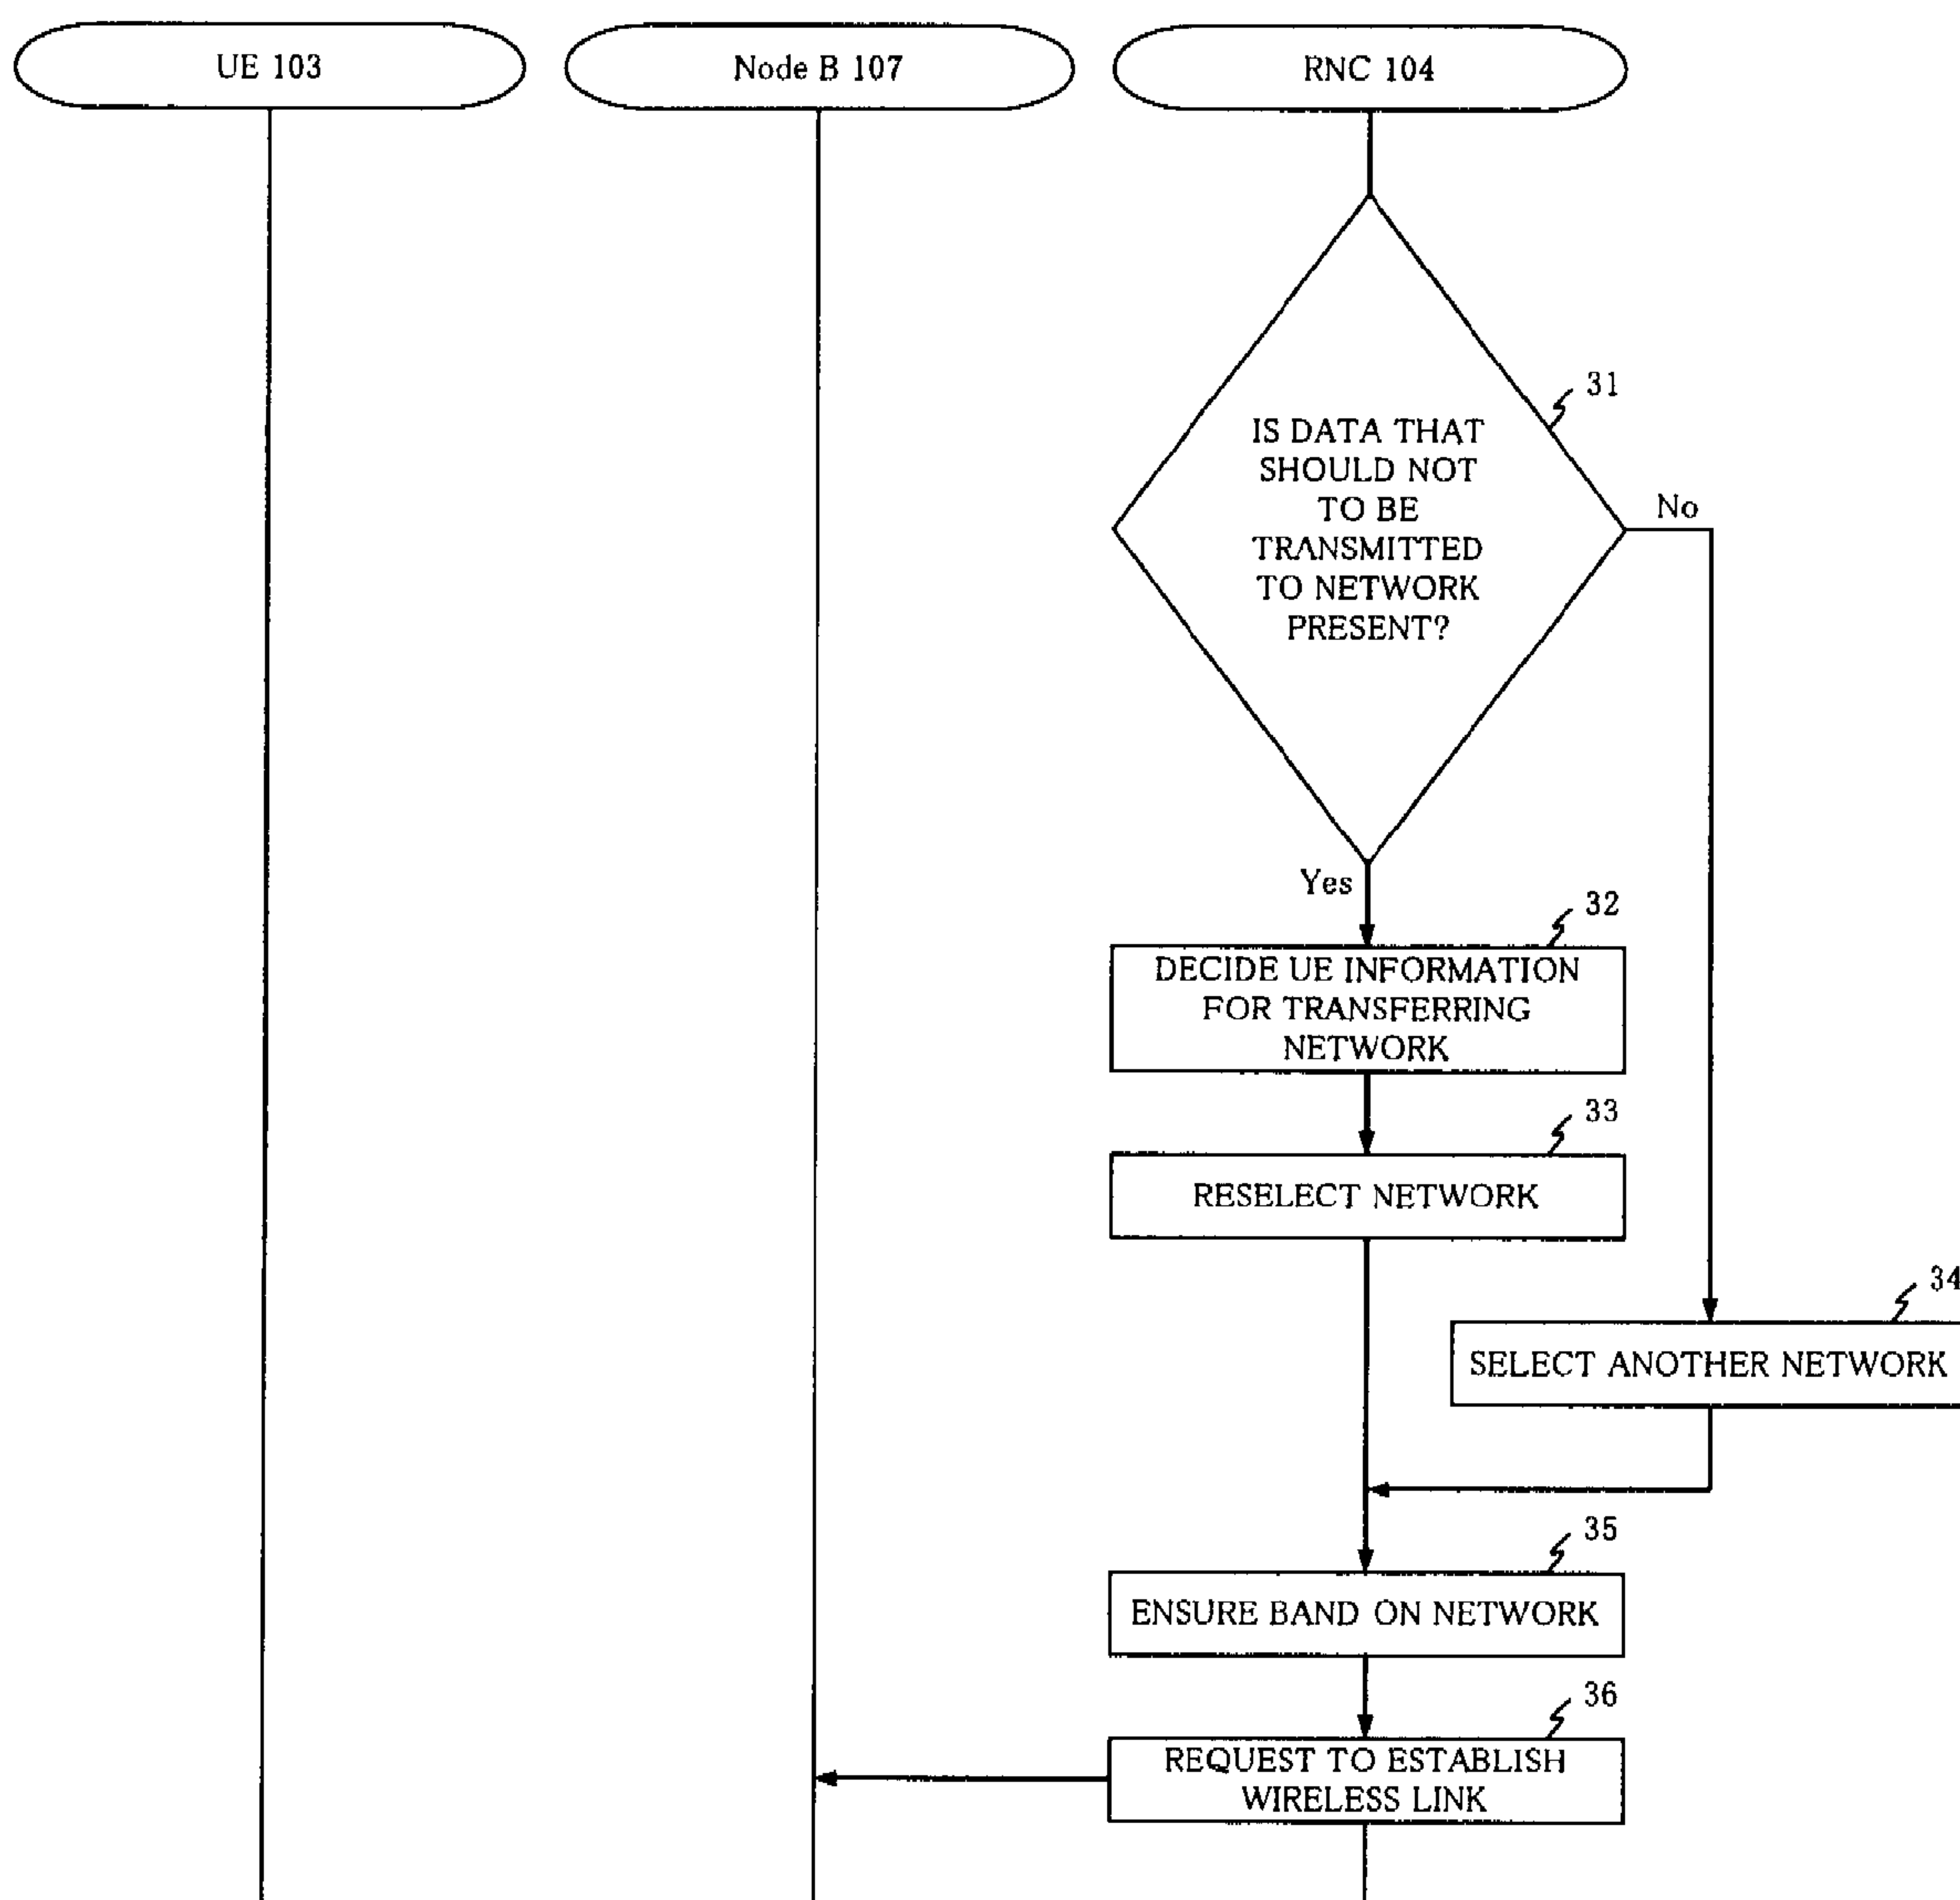 UE 103
Node B 107
RNC 104
31
IS DATA THAT
SHOULD NOT
TO BE
TRANSMITTED
TO NETWORK
PRESENT?
No
Yes
32
DECIDE UE INFORMATION
FOR TRANSFERRING
NETWORK
33
RESELECT NETWORK
34
SELECT ANOTHER NETWORK
35
ENSURE BAND ON NETWORK
36
REQUEST TO ESTABLISH
WIRELESS LINK